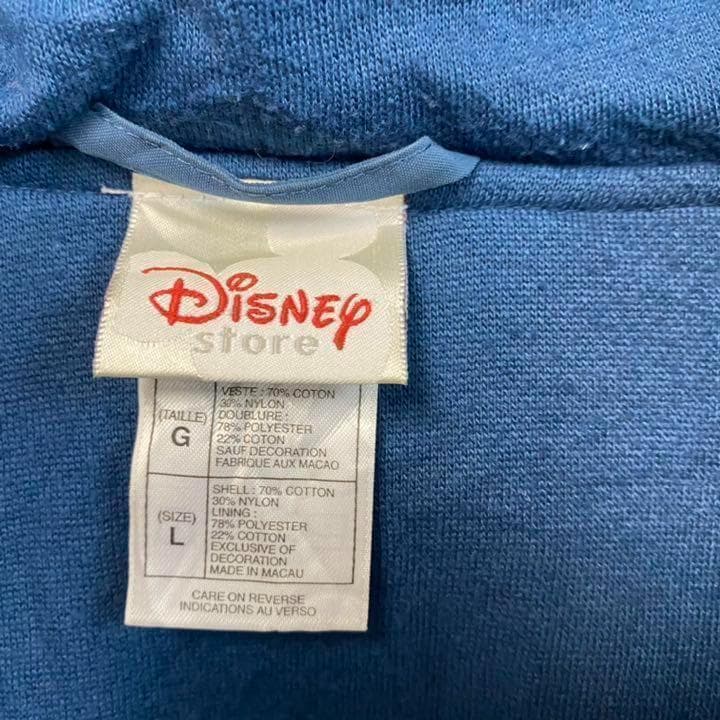 Disney
store
VESTE : 70% COTON
30% NYLON
(TAILLE)
G
DOUBLURE :
78% POLYESTER
22% COTON
SAUF DECORATION
FABRIQUE AUX MACAO
(SIZE)
L
SHELL : 70% COTTON
30% NYLON
LINING :
78% POLYESTER
22% COTTON
EXCLUSIVE OF
DECORATION
MADE IN MACAU
CARE ON REVERSE
INDICATIONS AU VERSO